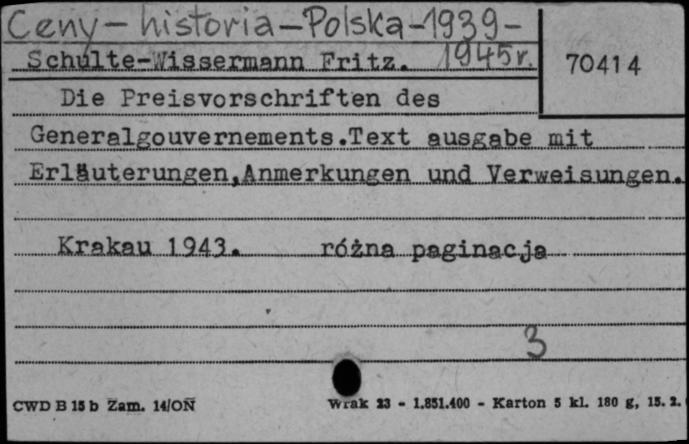 Ceny – historia – Polska – 1939 –
1945r.
Schulte-Wissermann Fritz.
70414
Die Preisvorschriften des
Generalgouvernements.Text ausgabe mit
Erläuterungen,Anmerkungen und Verweisungen.
Krakau 1943. różna paginacja
3
CWD B 15 b Zam. 14/ON Wrak 23 - 1.851.400 - Karton 5 kl. 180 g, 15. 2.